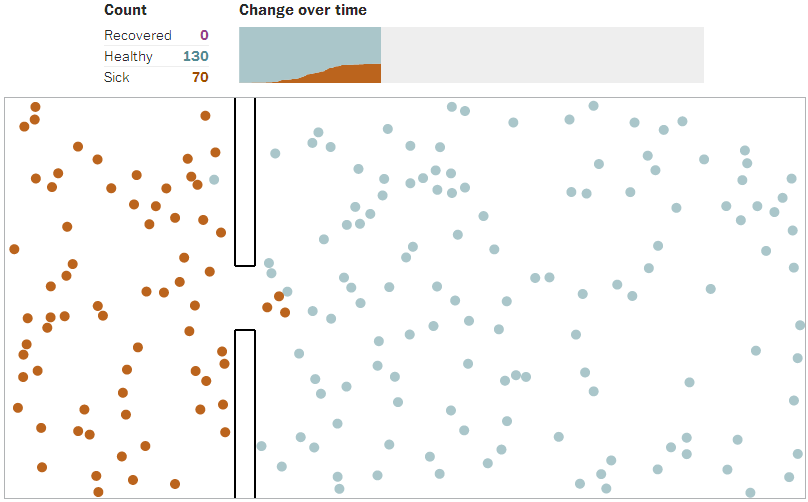 Count
Change over time
Recovered 0
Healthy 130
Sick 70